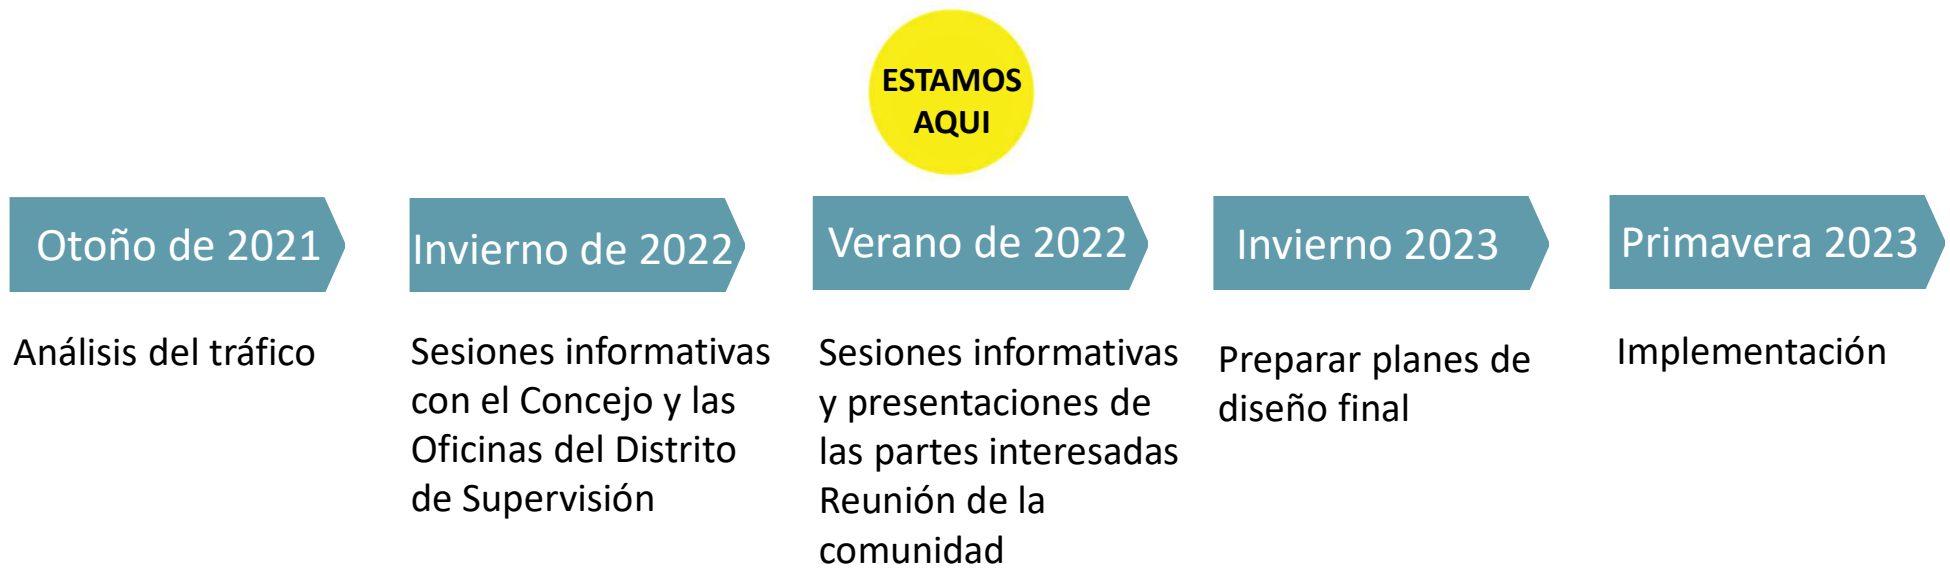 ESTAMOS
AQUI
Otoño de 2021
Invierno de 2022
Verano de 2022
Invierno 2023
Primavera 2023
Análisis del tráfico
Sesiones informativas
con el Concejo y las
Oficinas del Distrito
de Supervisión
Sesiones informativas
y presentaciones de
las partes interesadas
Reunión de la
comunidad
Preparar planes de
diseño final
Implementación